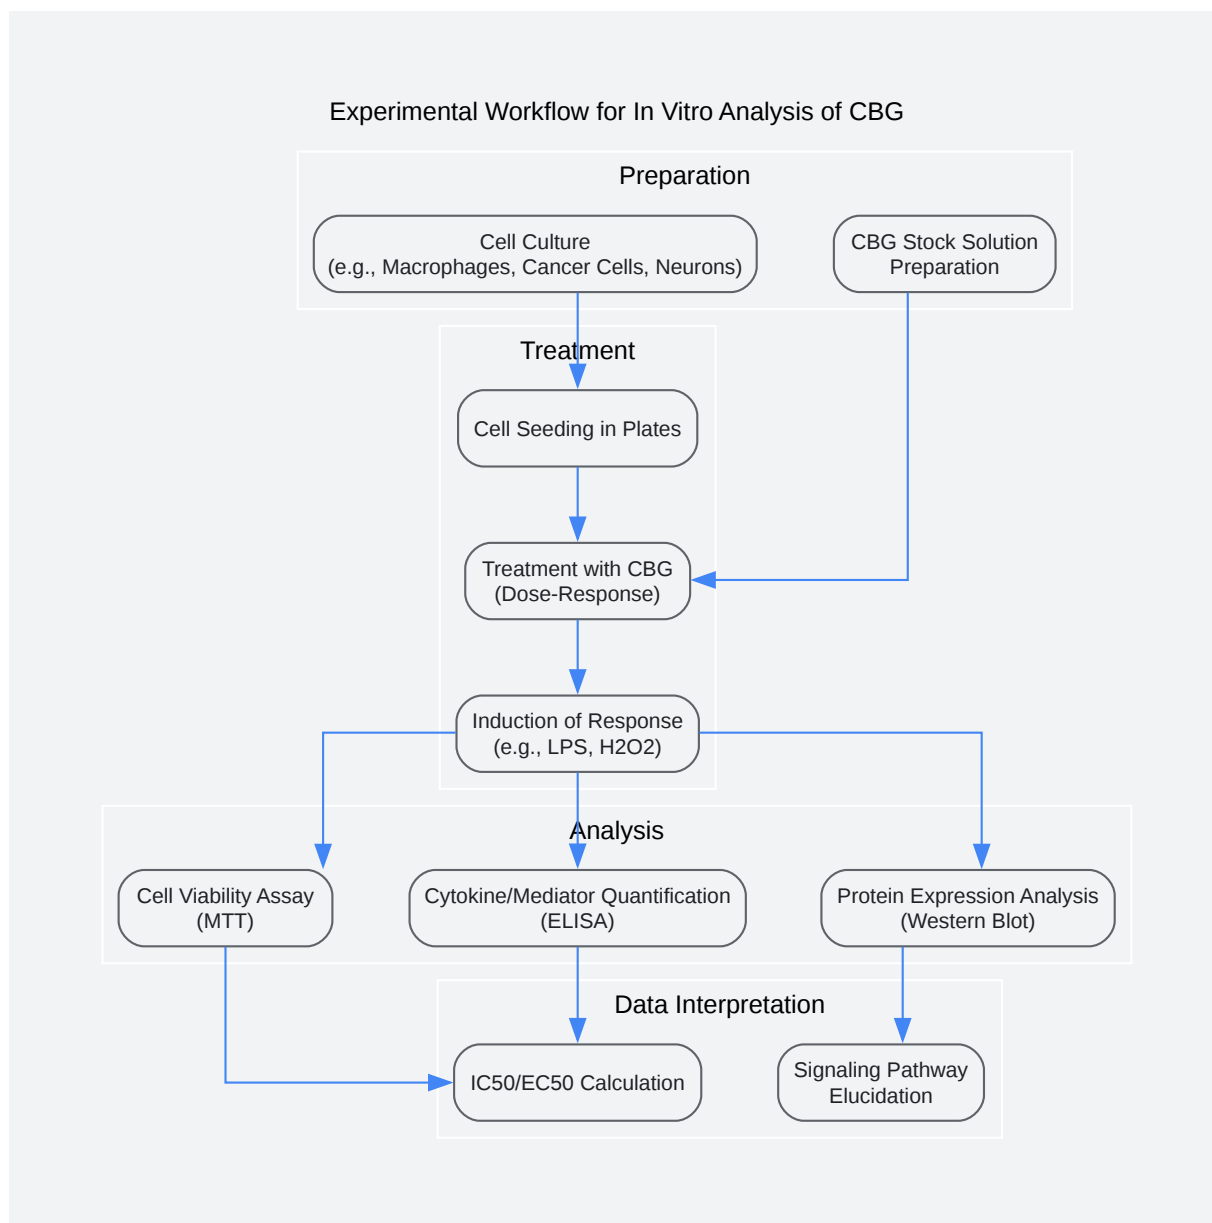 Experimental Workflow for In Vitro Analysis of CBG
Preparation
Cell Culture
(e.g., Macrophages, Cancer Cells, Neurons)
CBG Stock Solution
Preparation
Treatment
Cell Seeding in Plates
Treatment with CBG
(Dose-Response)
Induction of Response
(e.g., LPS, H2O2)
Analysis
Cell Viability Assay
(MTT)
Cytokine/Mediator Quantification
(ELISA)
Protein Expression Analysis
(Western Blot)
Data Interpretation
IC50/EC50 Calculation
Signaling Pathway
Elucidation